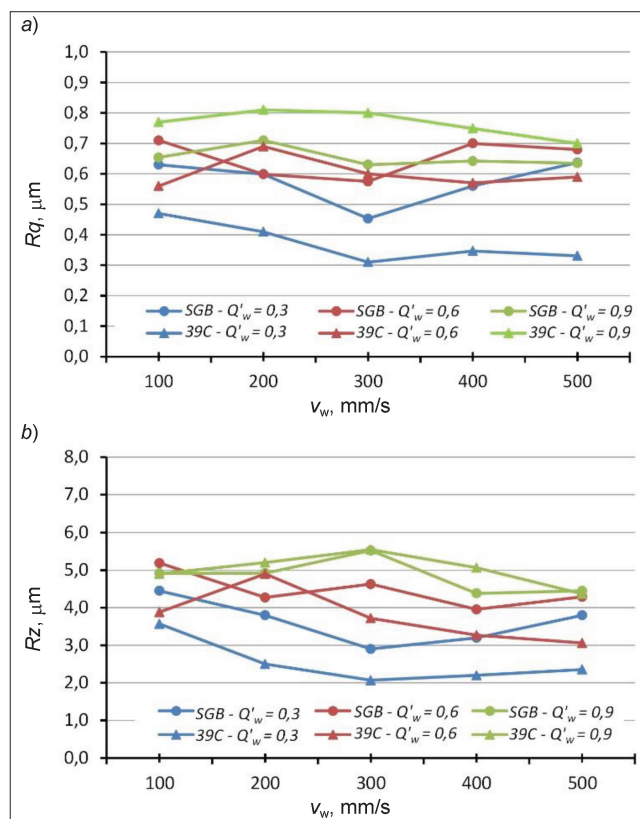 a)
1,0
0,9
0,8
0,7
0,6
0,5
0,4
0,3
0,2
0,1
0,0
Rq, μm
SGB - Q'w = 0,3 SGB - Q'w = 0,6 SGB - Q'w = 0,9
39C - Q'w = 0,3 39C - Q'w = 0,6 39C - Q'w = 0,9
100 200 300 400 500
vw, mm/s
b)
8,0
7,0
6,0
5,0
4,0
3,0
2,0
1,0
0,0
Rz, μm
SGB - Q'w = 0,3 SGB - Q'w = 0,6 SGB - Q'w = 0,9
39C - Q'w = 0,3 39C - Q'w = 0,6 39C - Q'w = 0,9
100 200 300 400 500
vw, mm/s